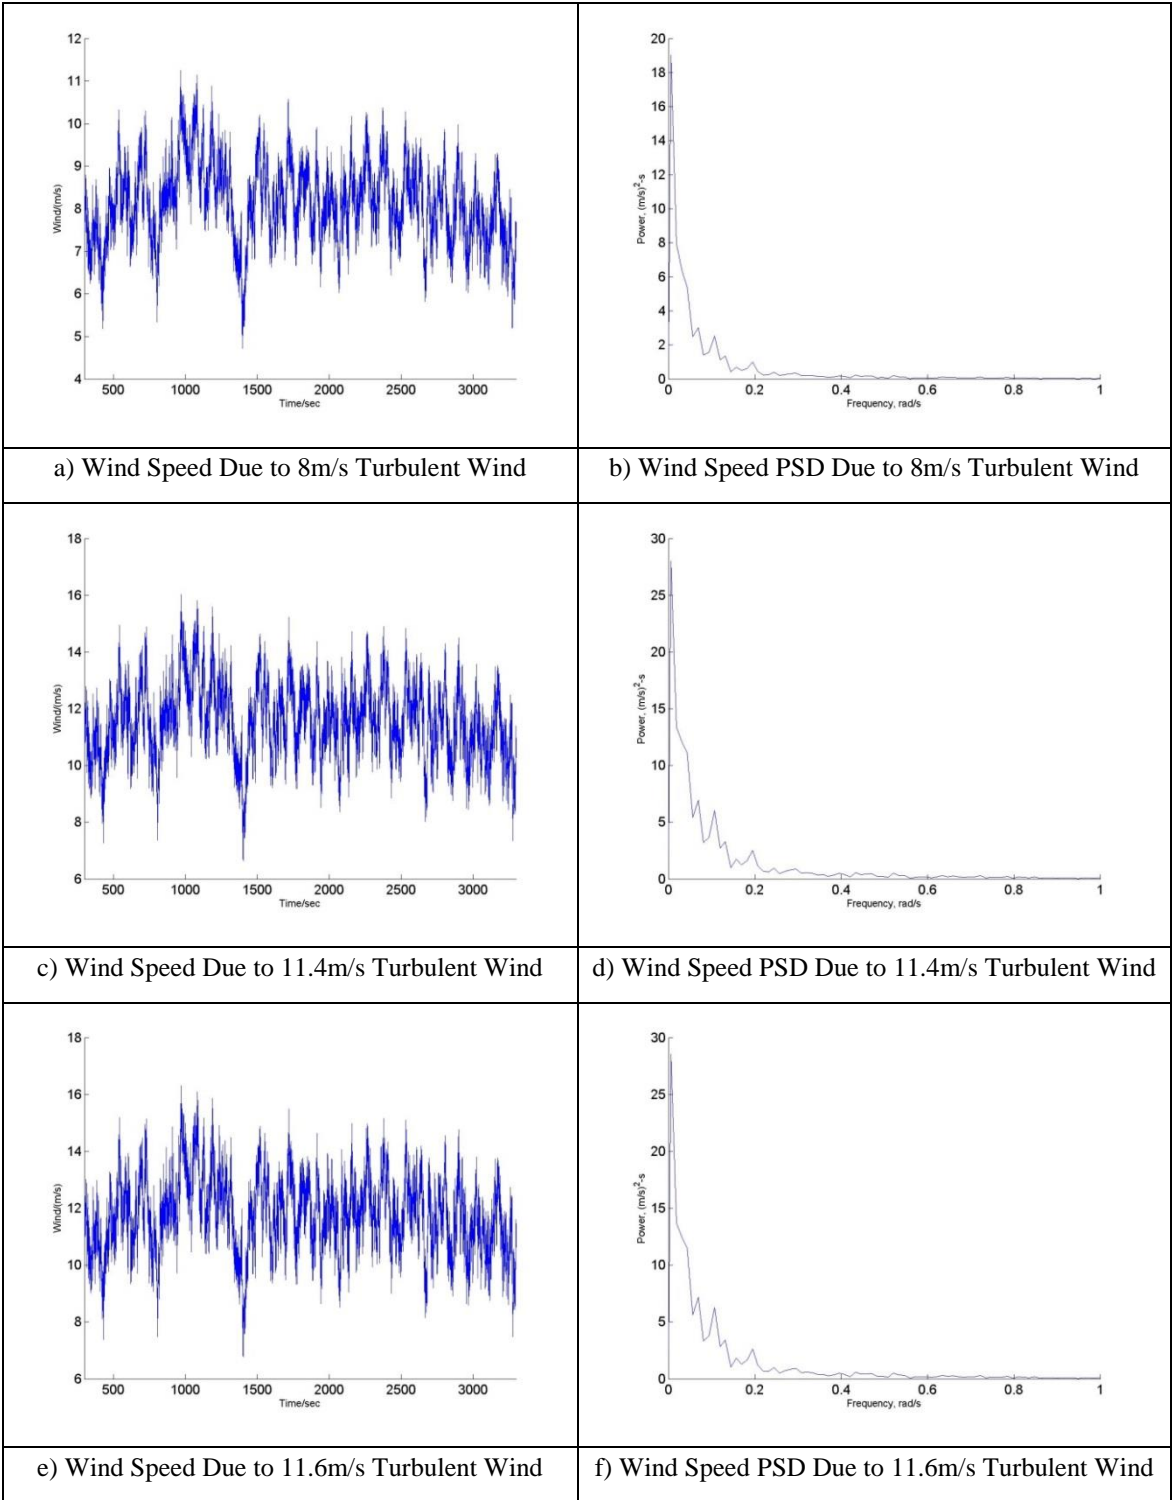 12
11
10
9
8
7
6
5
4
Wind/(m/s)
500 1000 1500 2000 2500 3000
Time/sec
20
18
16
14
12
10
8
6
4
2
0
Power, (m/s)²-s
0 0.2 0.4 0.6 0.8 1
Frequency, rad/s
a) Wind Speed Due to 8m/s Turbulent Wind
b) Wind Speed PSD Due to 8m/s Turbulent Wind
18
16
14
12
10
8
6
Wind/(m/s)
500 1000 1500 2000 2500 3000
Time/sec
30
25
20
15
10
5
0
Power, (m/s)²-s
0 0.2 0.4 0.6 0.8 1
Frequency, rad/s
c) Wind Speed Due to 11.4m/s Turbulent Wind
d) Wind Speed PSD Due to 11.4m/s Turbulent Wind
18
16
14
12
10
8
6
Wind/(m/s)
500 1000 1500 2000 2500 3000
Time/sec
30
25
20
15
10
5
0
Power, (m/s)²-s
0 0.2 0.4 0.6 0.8 1
Frequency, rad/s
e) Wind Speed Due to 11.6m/s Turbulent Wind
f) Wind Speed PSD Due to 11.6m/s Turbulent Wind